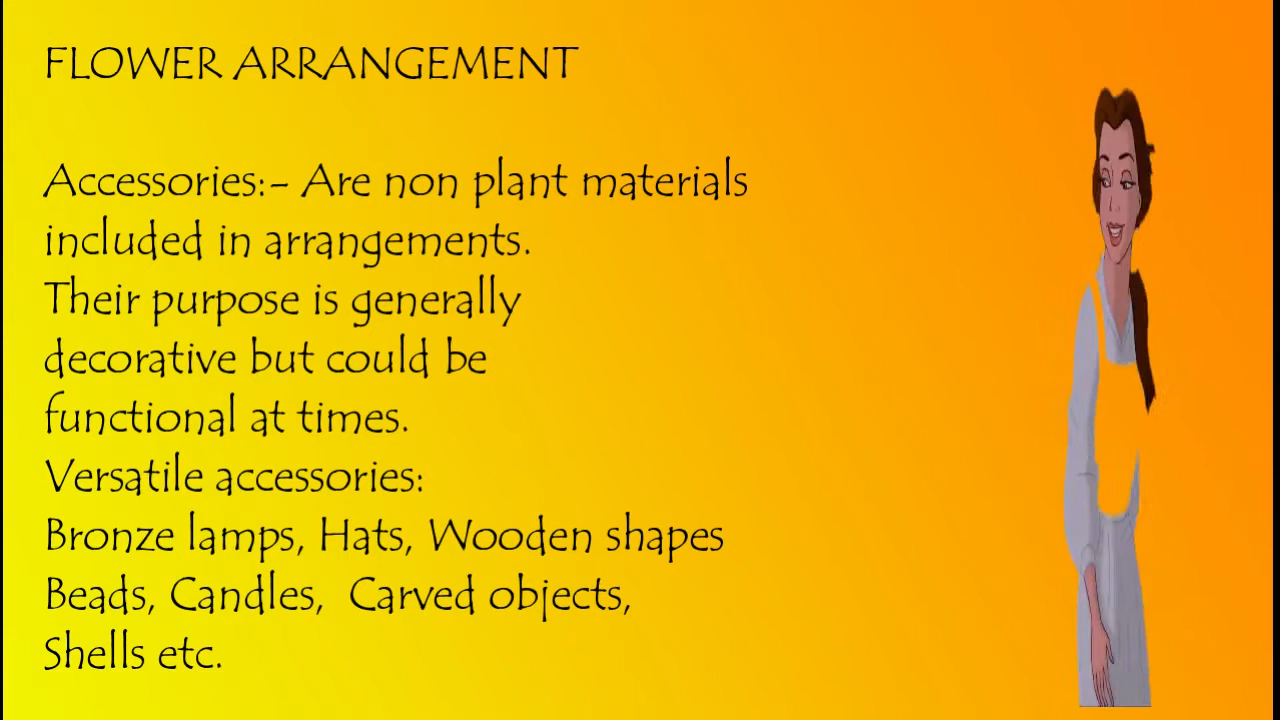 FLOWER ARRANGEMENT
Accessories:- Are non plant materials
included in arrangements.
Their purpose is generally
decorative but could be
functional at times.
Versatile accessories:
Bronze lamps, Hats, Wooden shapes
Beads, Candles,  Carved objects,
Shells etc.